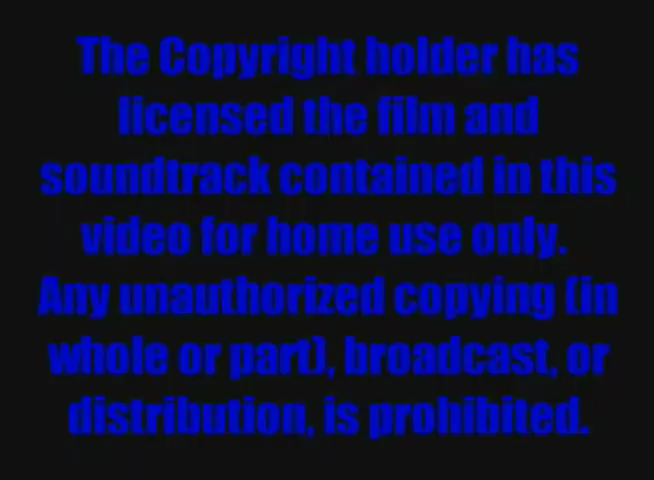 The Copyright holder has
licensed the film and
soundtrack contained in this
video for home use only.
Any unauthorized copying (in
whole or part), broadcast, or
distribution, is prohibited.